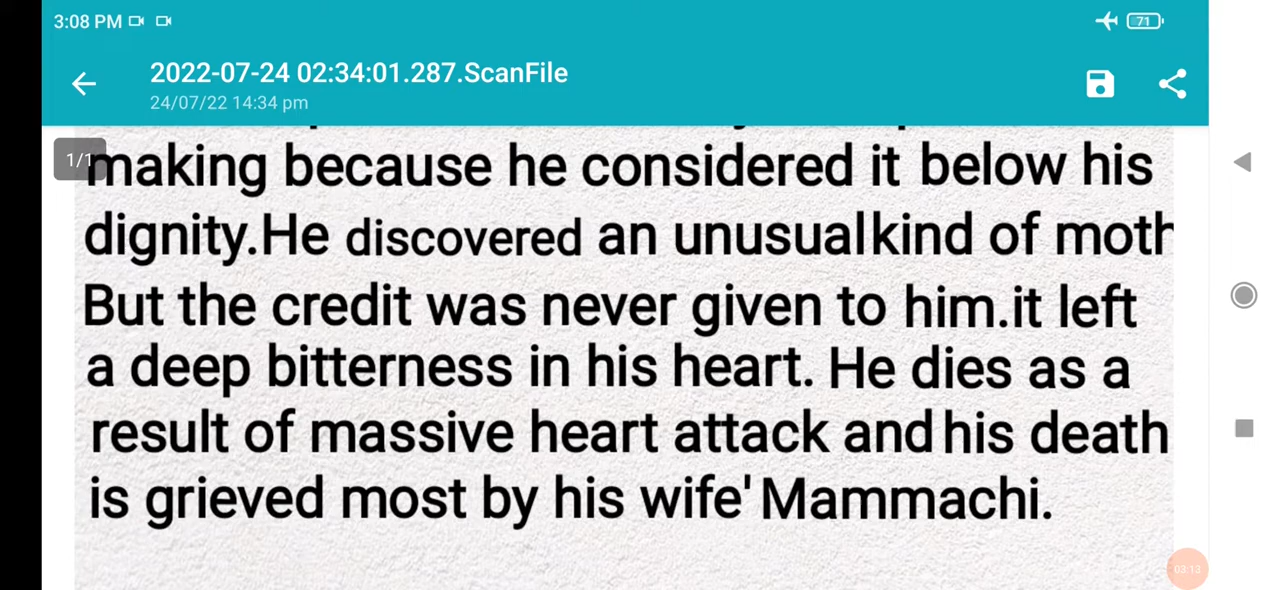 3:08 PM
71
2022-07-24 02:34:01.287.ScanFile
24/07/22 14:34 pm
1/1
making because he considered it below his
dignity.He discovered an unusualkind of moth
But the credit was never given to him.it left
a deep bitterness in his heart. He dies as a
result of massive heart attack and his death
is grieved most by his wife' Mammachi.
03:13